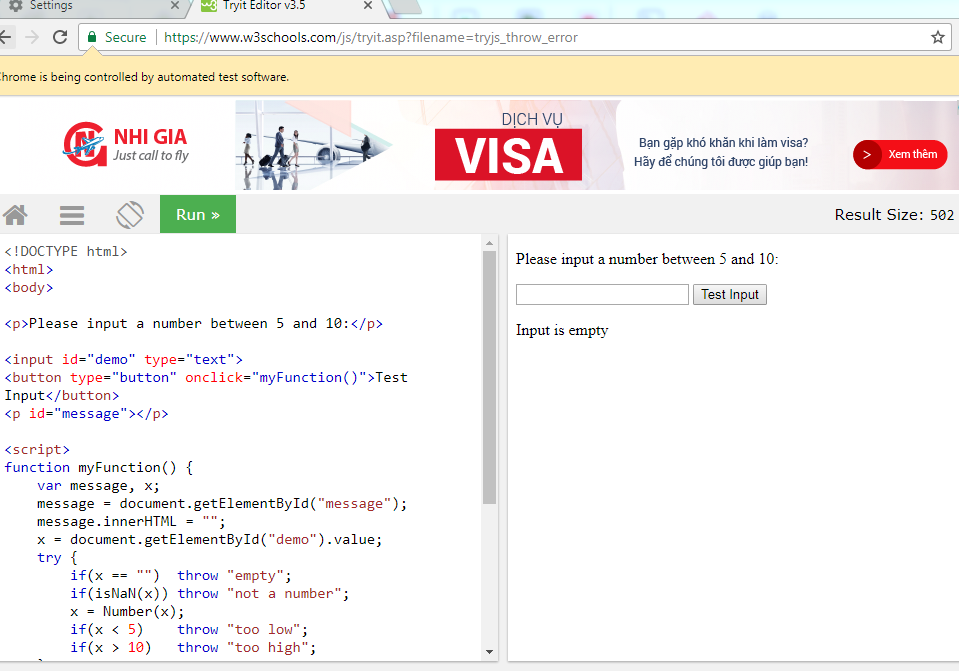 Settings
Tryit Editor v3.5
Secure
https://www.w3schools.com/js/tryit.asp?filename=tryjs_throw_error
hrome is being controlled by automated test software.
NHI GIA
Just call to fly
DỊCH VỤ
VISA
Bạn gặp khó khăn khi làm visa?
Hãy để chúng tôi được giúp bạn!
> Xem thêm
Run »
Result Size: 502
<!DOCTYPE html>
<html>
<body>
<p>Please input a number between 5 and 10:</p>
<input id="demo" type="text">
<button type="button" onclick="myFunction()">Test
Input</button>
<p id="message"></p>
<script>
function myFunction() {
    var message, x;
    message = document.getElementById("message");
    message.innerHTML = "";
    x = document.getElementById("demo").value;
    try {
        if(x == "")  throw "empty";
        if(isNaN(x)) throw "not a number";
        x = Number(x);
        if(x < 5)    throw "too low";
        if(x > 10)   throw "too high";
Please input a number between 5 and 10:
Test Input
Input is empty